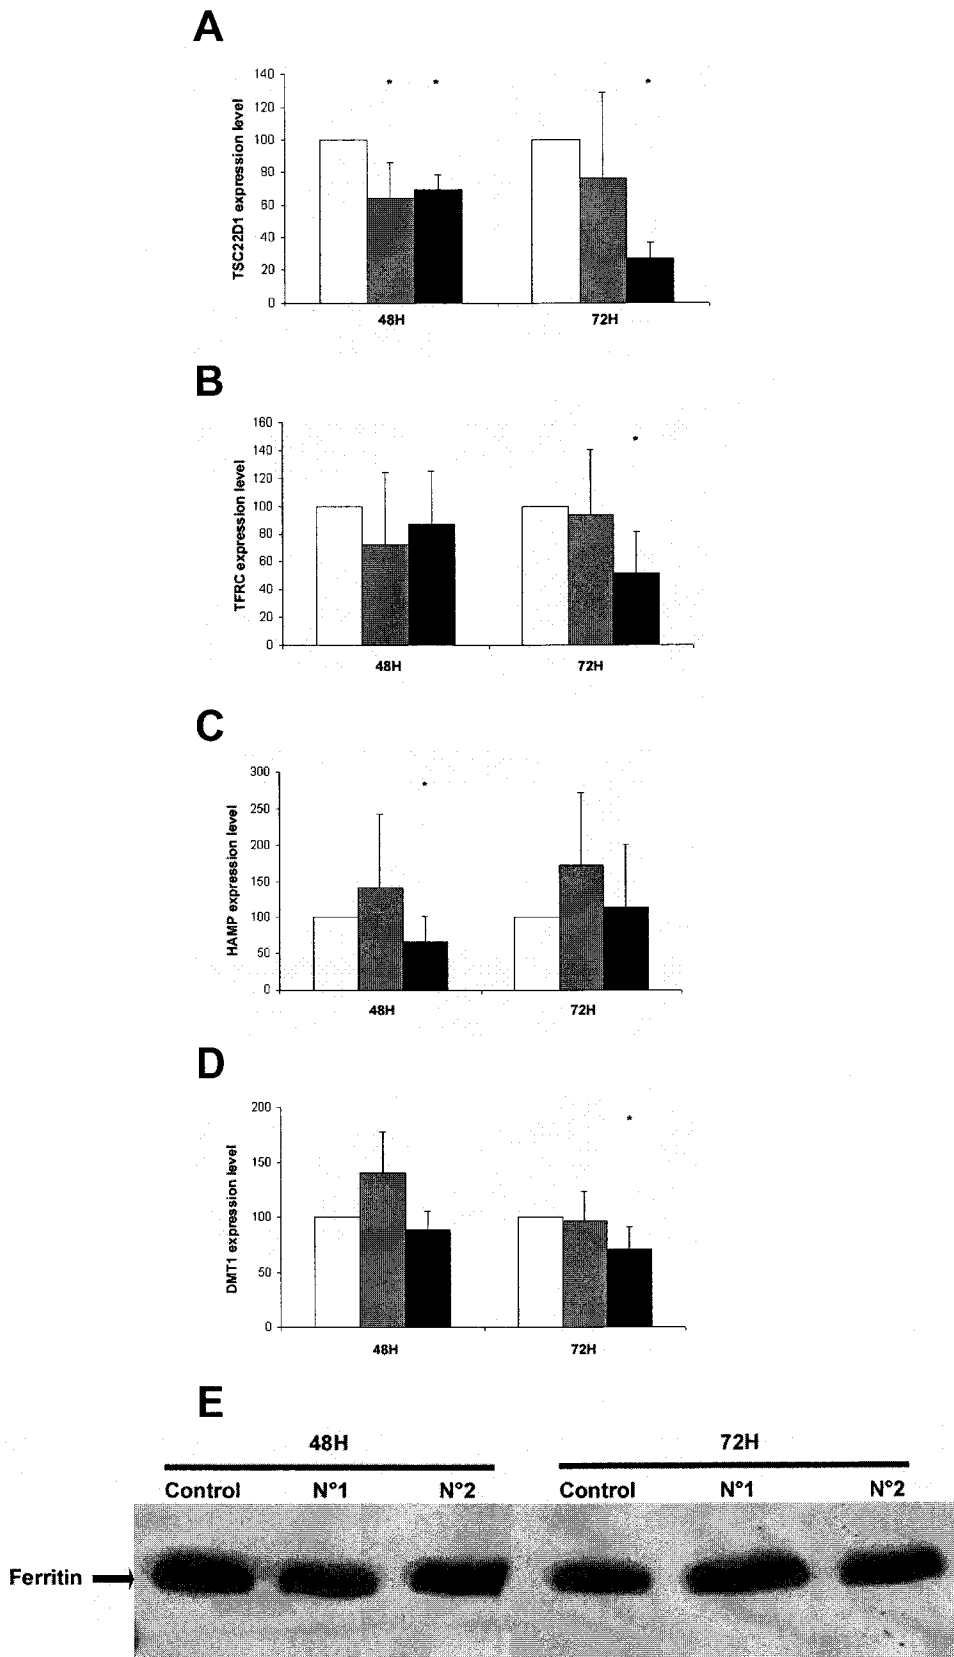 A
TSC22D1 expression level
140
120
100
80
60
40
20
0
* * *
48H 72H
B
TFRC expression level
160
140
120
100
80
60
40
20
0
*
48H 72H
C
HAMP expression level
300
250
200
150
100
50
0
*
48H 72H
D
DMT1 expression level
200
150
100
50
0
*
48H 72H
E
48H 72H
Control N°1 N°2 Control N°1 N°2
Ferritin